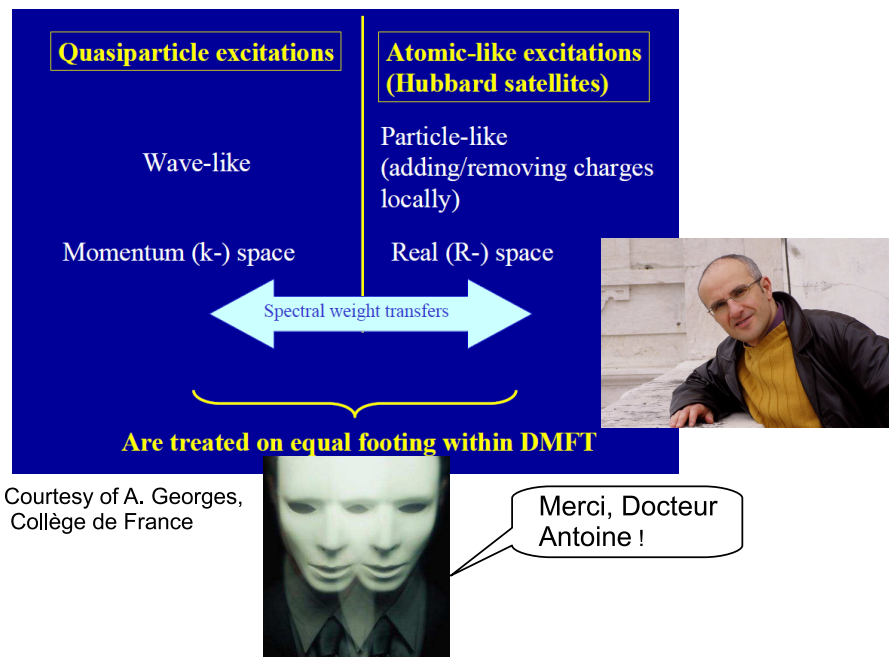 Quasiparticle excitations
Atomic-like excitations
(Hubbard satellites)
Wave-like
Particle-like
(adding/removing charges
locally)
Momentum (k-) space
Real (R-) space
Spectral weight transfers
Are treated on equal footing within DMFT
Courtesy of A. Georges,
Collège de France
Merci, Docteur
Antoine !